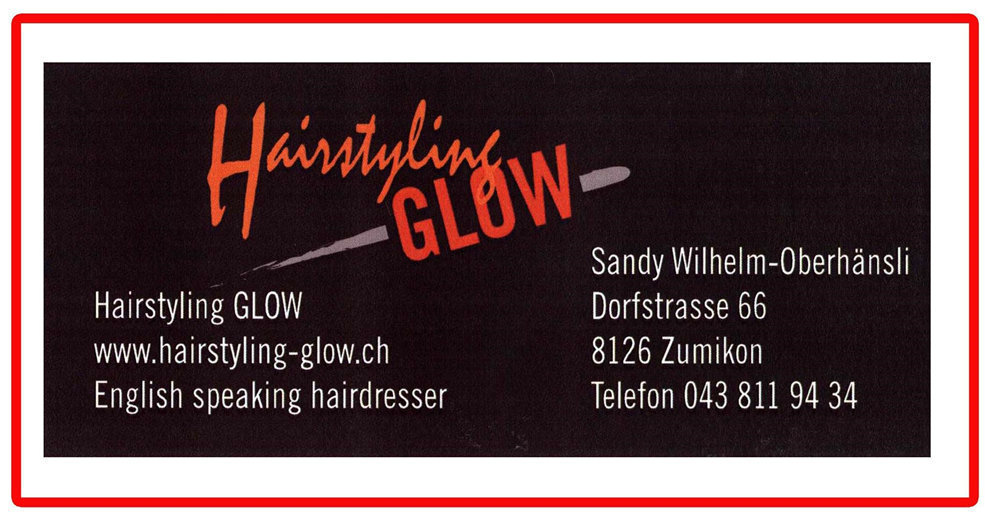 Hairstyling
GLOW
Hairstyling GLOW
www.hairstyling-glow.ch
English speaking hairdresser
Sandy Wilhelm-Oberhänsli
Dorfstrasse 66
8126 Zumikon
Telefon 043 811 94 34